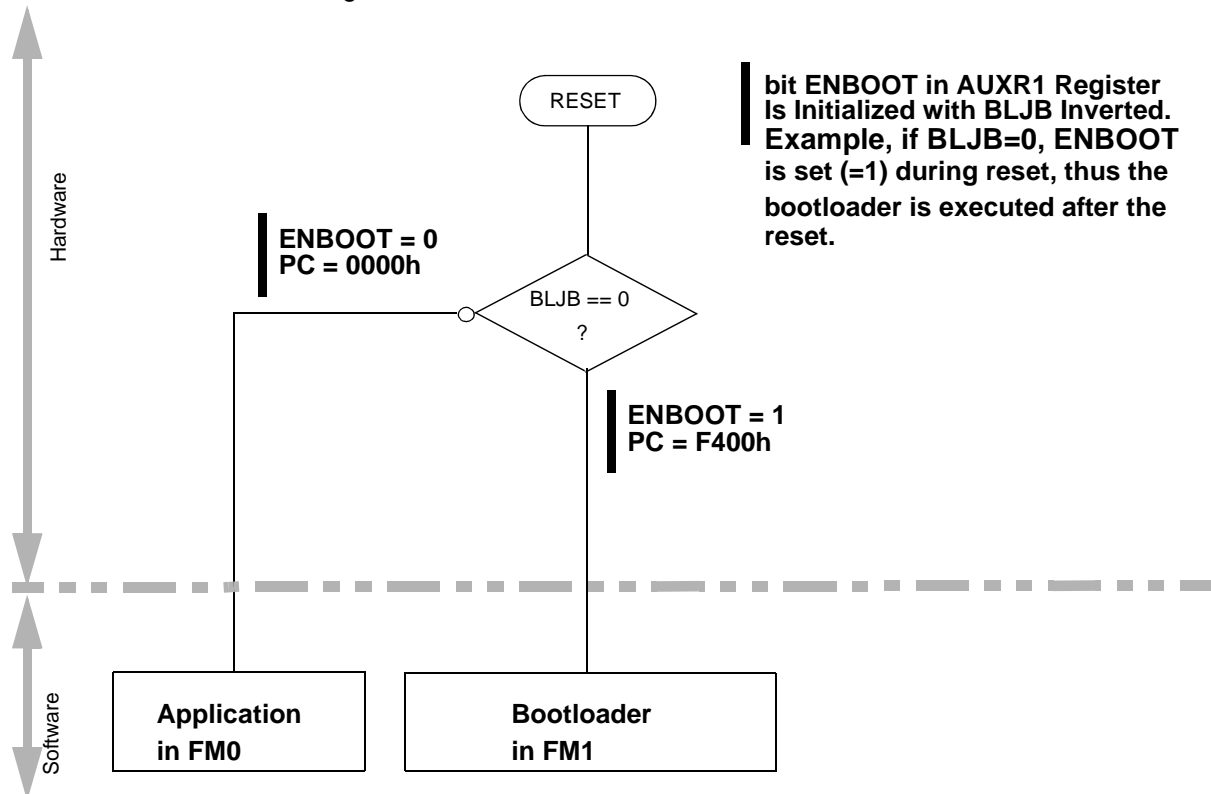 RESET
bit ENBOOT in AUXR1 Register
Is Initialized with BLJB Inverted.
Example, if BLJB=0, ENBOOT
is set (=1) during reset, thus the
bootloader is executed after the
reset.
Hardware
ENBOOT = 0
PC = 0000h
BLJB == 0
?
ENBOOT = 1
PC = F400h
Software
Application
in FM0
Bootloader
in FM1